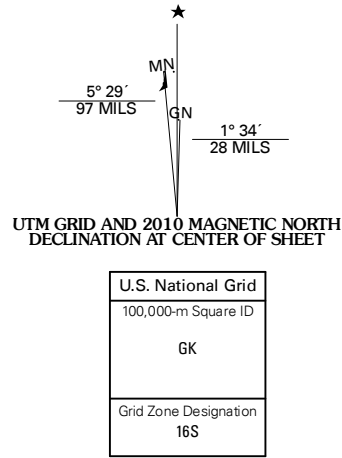 MN
GN
5° 29´
97 MILS
1° 34´
28 MILS
UTM GRID AND 2010 MAGNETIC NORTH
DECLINATION AT CENTER OF SHEET
U.S. National Grid
100,000-m Square ID
GK
Grid Zone Designation
16S